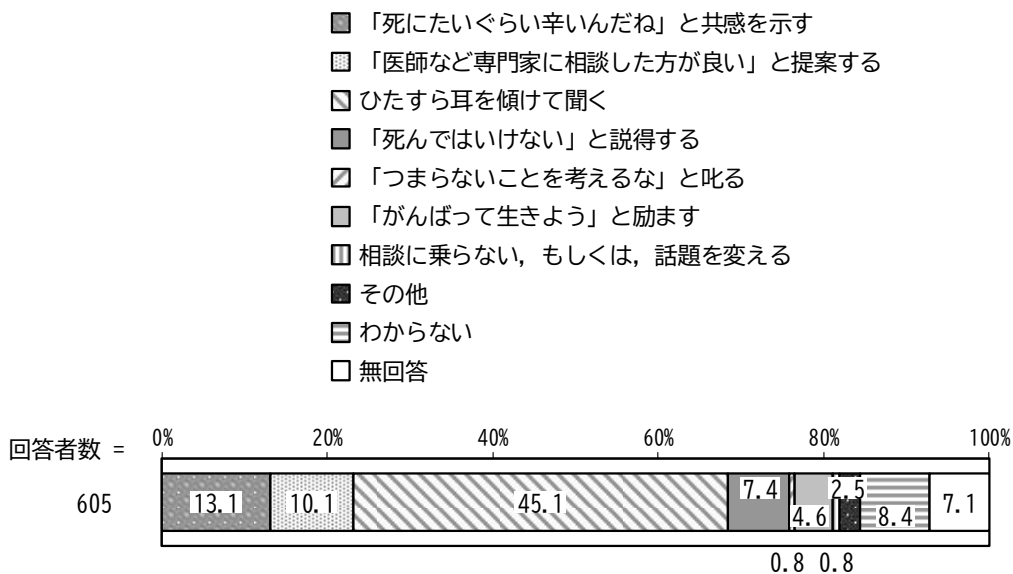 「死にたいぐらい辛いんだね」と共感を示す
「医師など専門家に相談した方が良い」と提案する
ひたすら耳を傾けて聞く
「死んではいけない」と説得する
「つまらないことを考えるな」と叱る
「がんばって生きよう」と励ます
相談に乗らない，もしくは，話題を変える
その他
わからない
無回答
回答者数 =
0% 20% 40% 60% 80% 100%
605 13.1 10.1 45.1 7.4 4.6 2.5 8.4 7.1
0.8 0.8